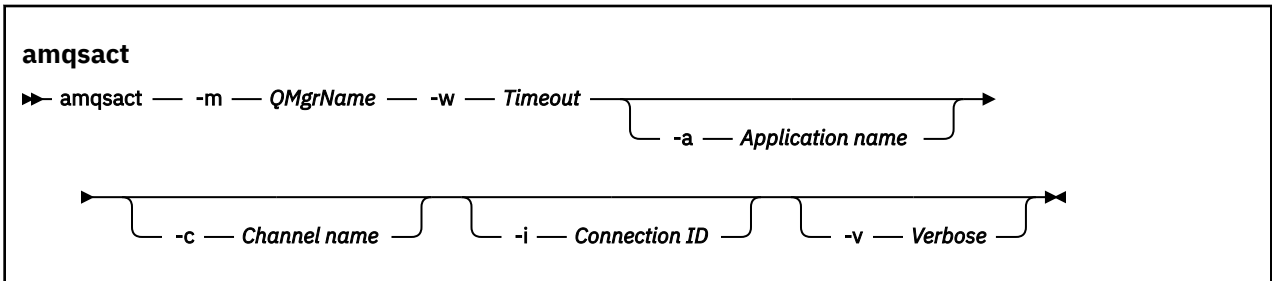 amqsact
amqsact -m QMgrName -w Timeout
-a Application name
-c Channel name -i Connection ID -v Verbose